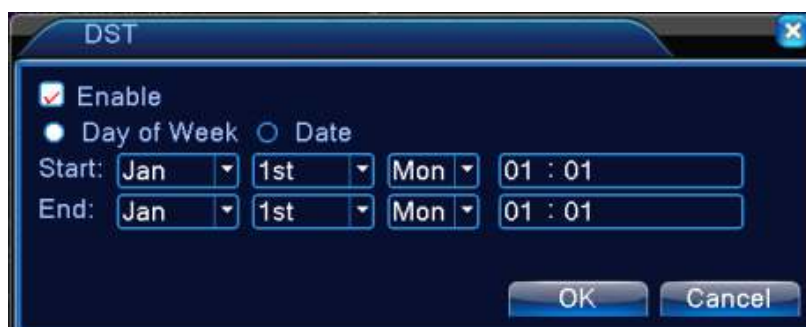 DST
Enable
Day of Week Date
Start: Jan 1st Mon 01 : 01
End: Jan 1st Mon 01 : 01
OK Cancel